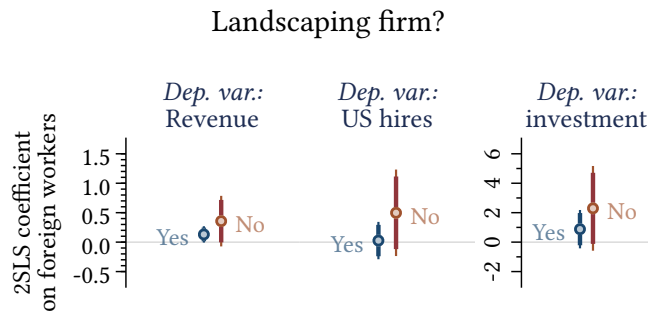 Landscaping firm?
Dep. var.:
Revenue
Dep. var.:
US hires
Dep. var.:
investment
2SLS coefficient
on foreign workers
1.5
1.0
0.5
0.0
-0.5
Yes
No
Yes
No
6
4
2
0
-2
Yes
No